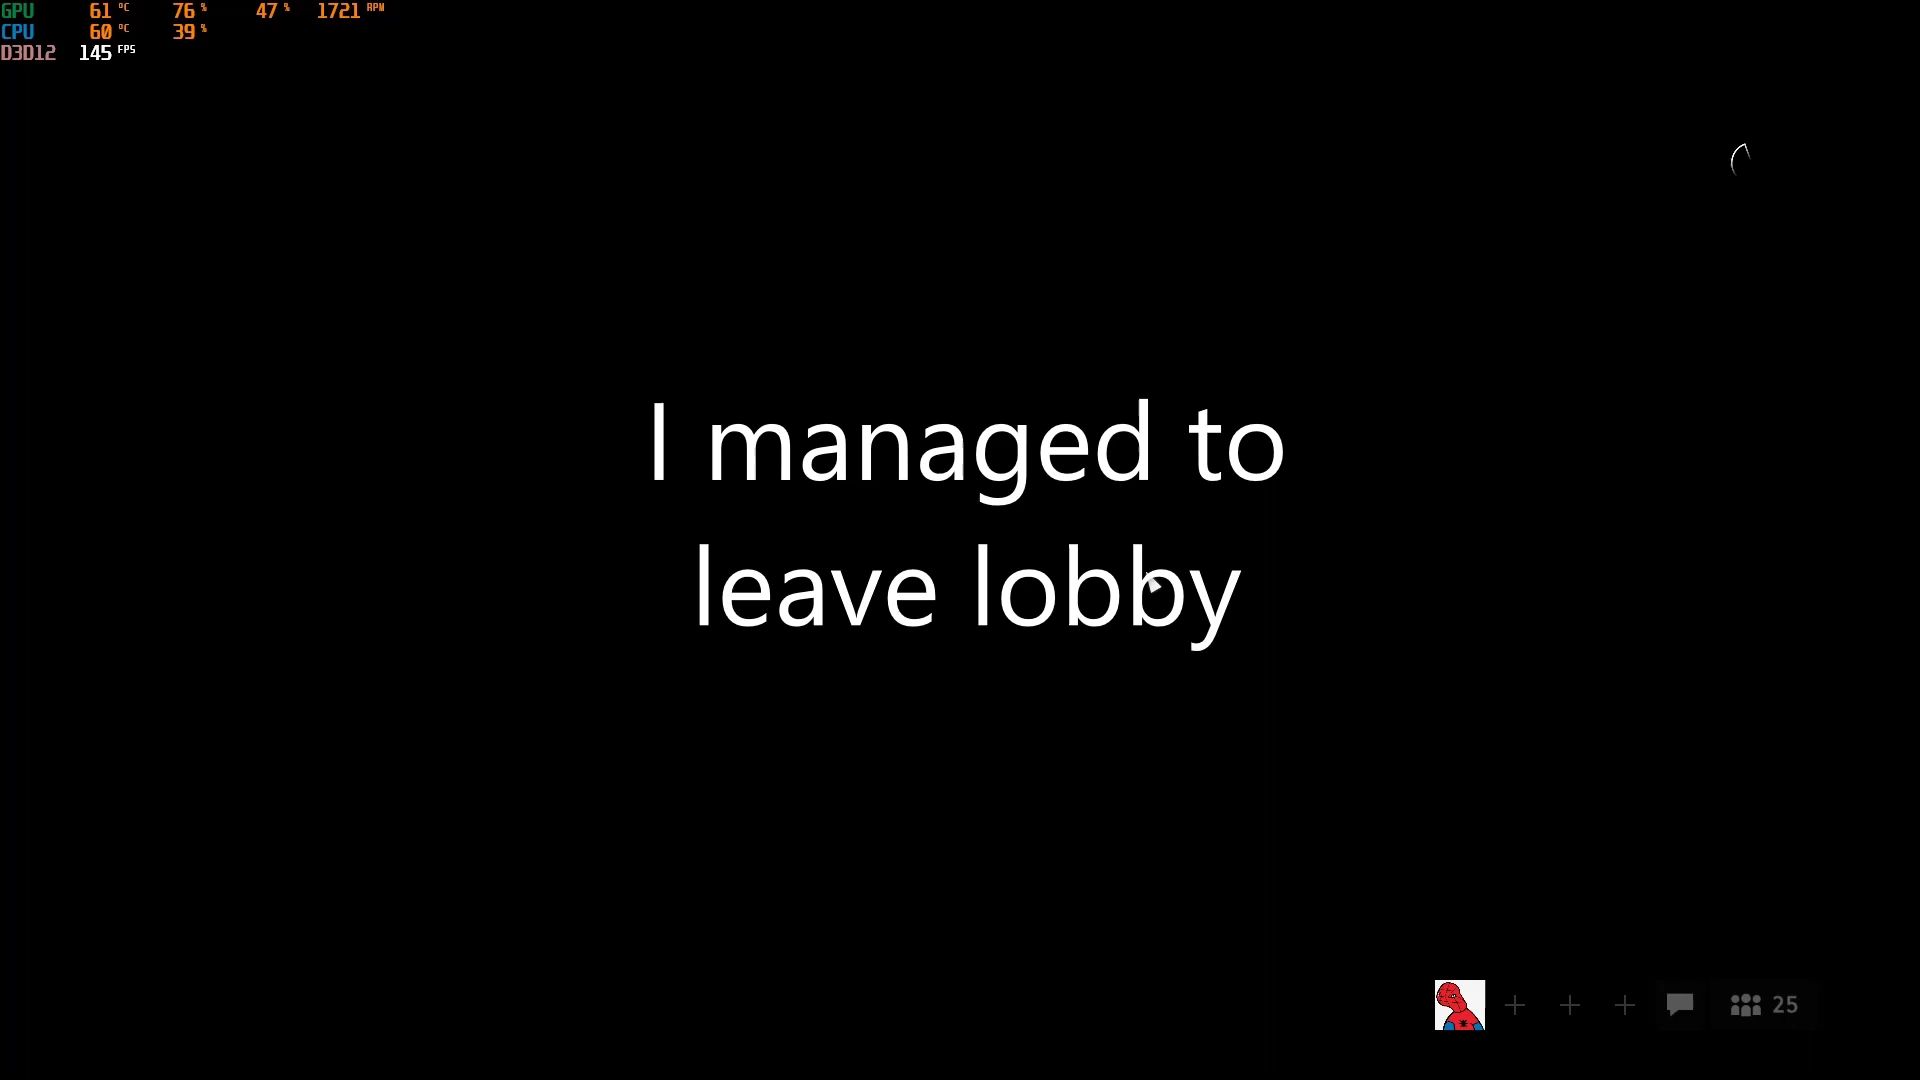 GPU 61 °C 76 % 47 % 1721 RPM
CPU 60 °C 39 %
D3D12 145 FPS
I managed to
leave lobby
25